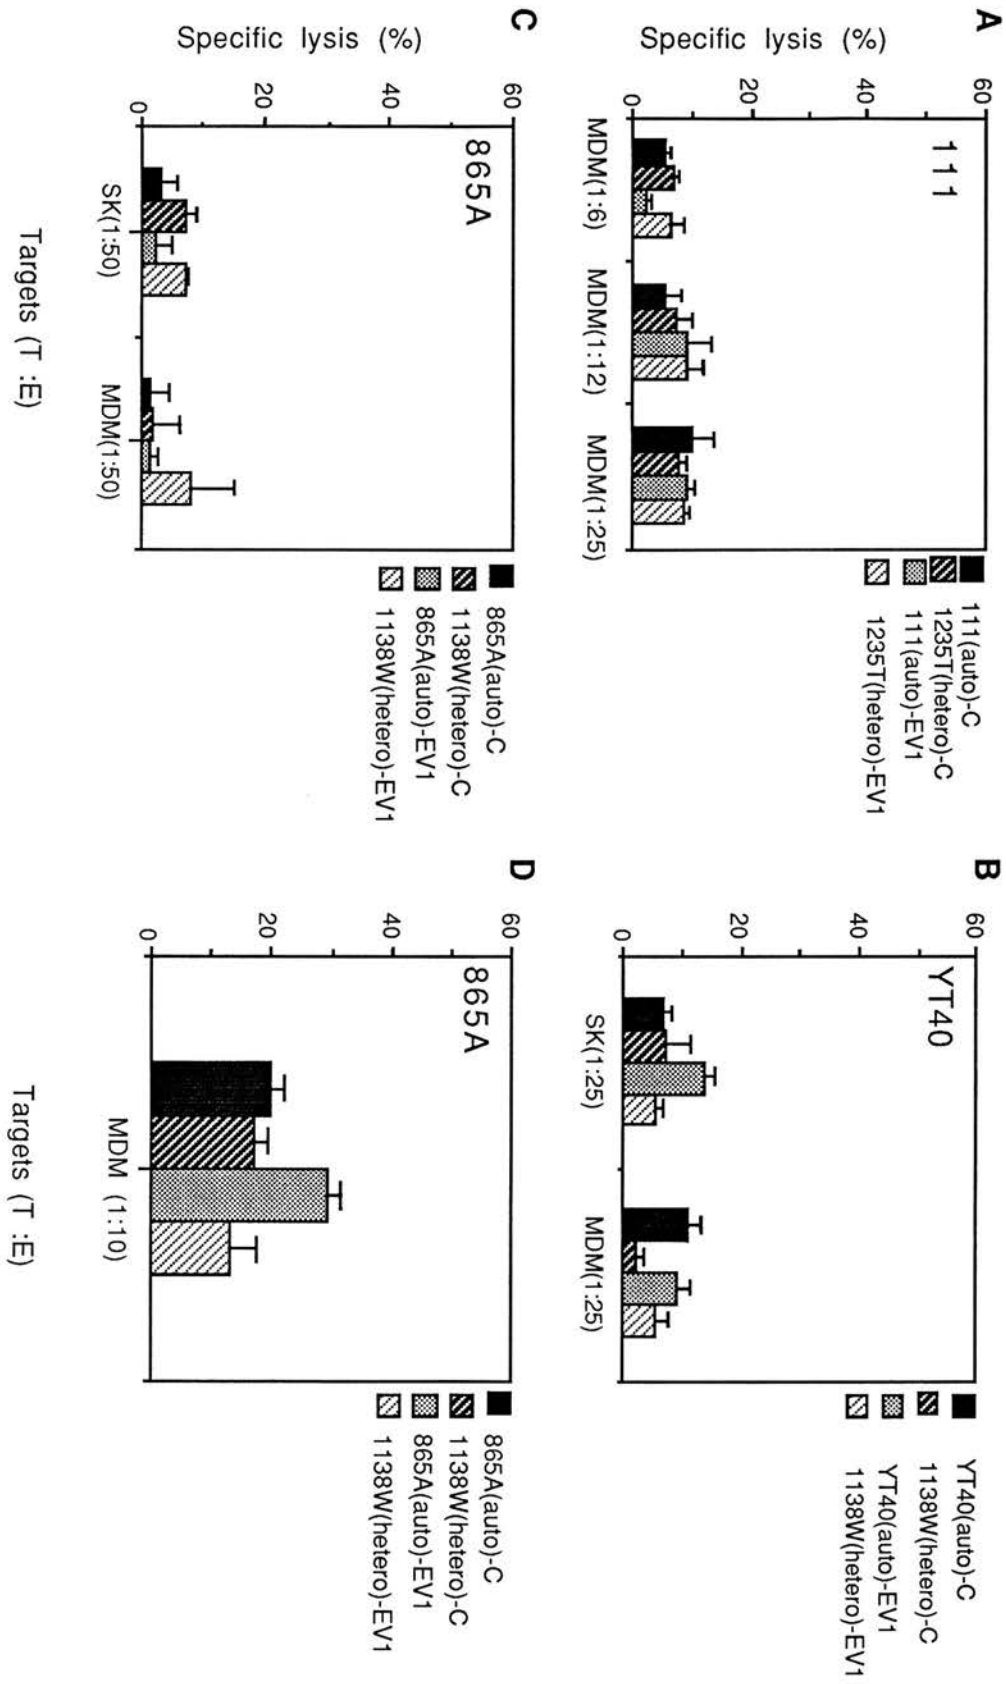 A
Specific lysis (%)
60
40
20
0
111
MDM(1:6)
MDM(1:12)
MDM(1:25)
111(auto)-C
1235T(hetero)-C
111(auto)-EV1
1235T(hetero)-EV1
B
60
40
20
0
YT40
SK(1:25)
MDM(1:25)
YT40(auto)-C
1138W(hetero)-C
YT40(auto)-EV1
1138W(hetero)-EV1
C
Specific lysis (%)
60
40
20
0
865A
SK(1:50)
MDM(1:50)
Targets (T :E)
865A(auto)-C
1138W(hetero)-C
865A(auto)-EV1
1138W(hetero)-EV1
D
60
40
20
0
865A
MDM (1:10)
Targets (T :E)
865A(auto)-C
1138W(hetero)-C
865A(auto)-EV1
1138W(hetero)-EV1